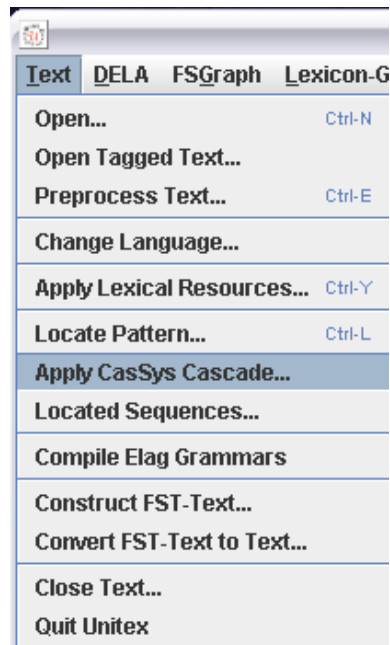 Text DELA FSGraph Lexicon-G
Open... Ctrl-N
Open Tagged Text...
Preprocess Text... Ctrl-E
Change Language...
Apply Lexical Resources... Ctrl-Y
Locate Pattern... Ctrl-L
Apply CasSys Cascade...
Located Sequences...
Compile Elag Grammars
Construct FST-Text...
Convert FST-Text to Text...
Close Text...
Quit Unitex